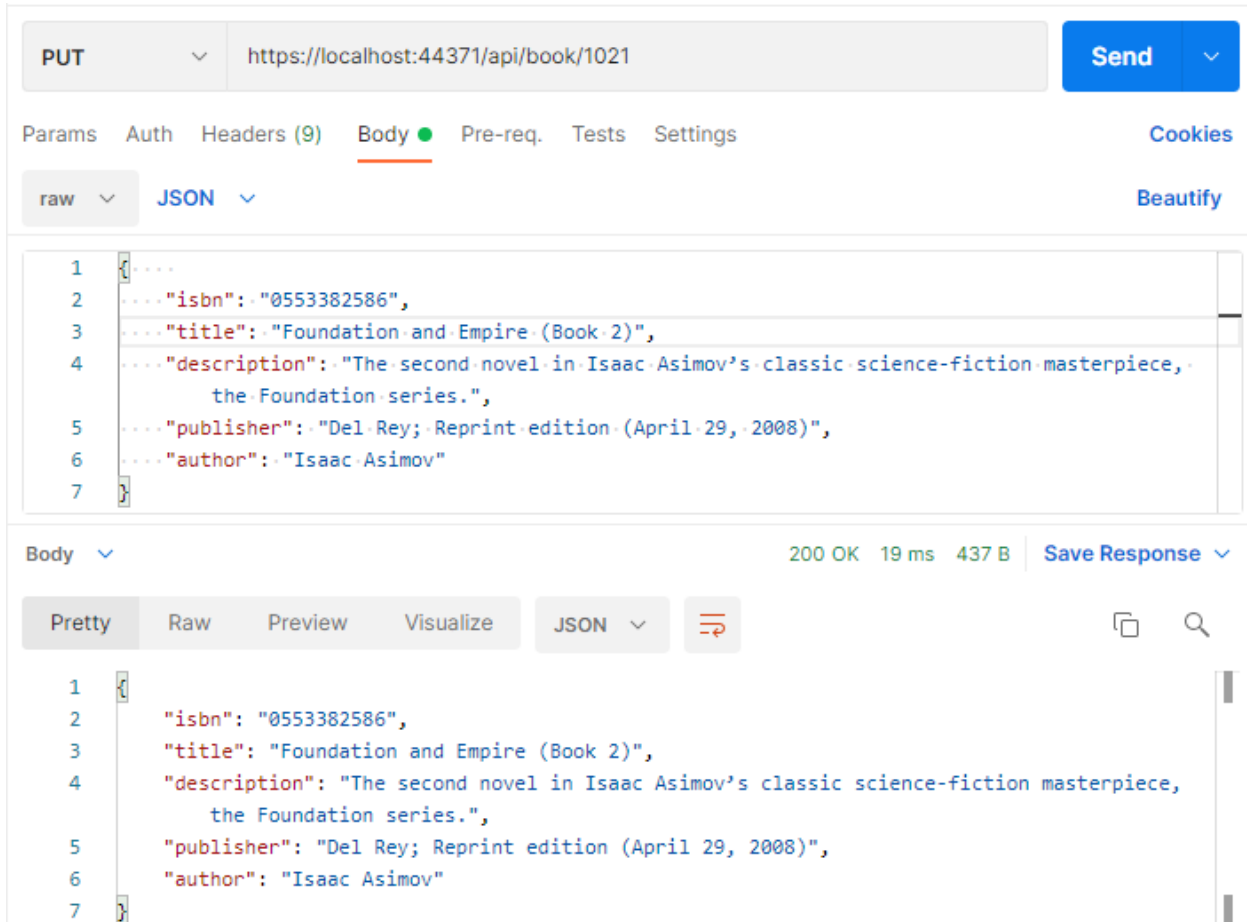 PUT https://localhost:44371/api/book/1021 Send
Params Auth Headers (9) Body Pre-req. Tests Settings Cookies
raw JSON Beautify
1 {
2 "isbn": "0553382586",
3 "title": "Foundation and Empire (Book 2)",
4 "description": "The second novel in Isaac Asimov’s classic science-fiction masterpiece,
the Foundation series.",
5 "publisher": "Del Rey; Reprint edition (April 29, 2008)",
6 "author": "Isaac Asimov"
7 }
Body 200 OK 19 ms 437 B Save Response
Pretty Raw Preview Visualize JSON
1 {
2 "isbn": "0553382586",
3 "title": "Foundation and Empire (Book 2)",
4 "description": "The second novel in Isaac Asimov’s classic science-fiction masterpiece,
the Foundation series.",
5 "publisher": "Del Rey; Reprint edition (April 29, 2008)",
6 "author": "Isaac Asimov"
7 }